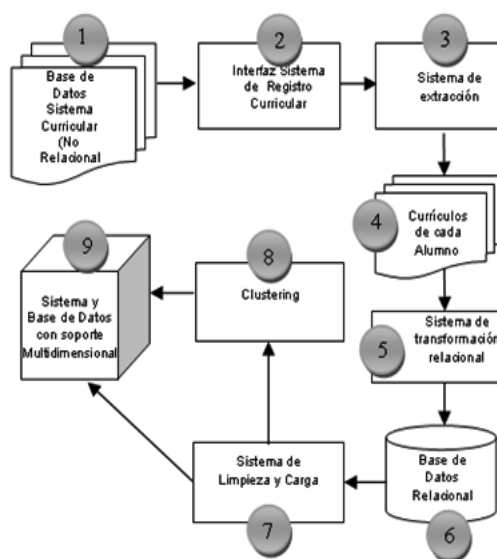 1
Base de
Datos
Sistema
Curricular
(No
Relacional
2
Interfaz Sistema
de Registro
Curricular
3
Sistema de
extracción
4
Currículos
de cada
Alumno
5
Sistema de
transformación
relacional
6
Base de
Datos
Relacional
7
Sistema de
Limpieza y Carga
8
Clustering
9
Sistema y
Base de Datos
con soporte
Multidimensional